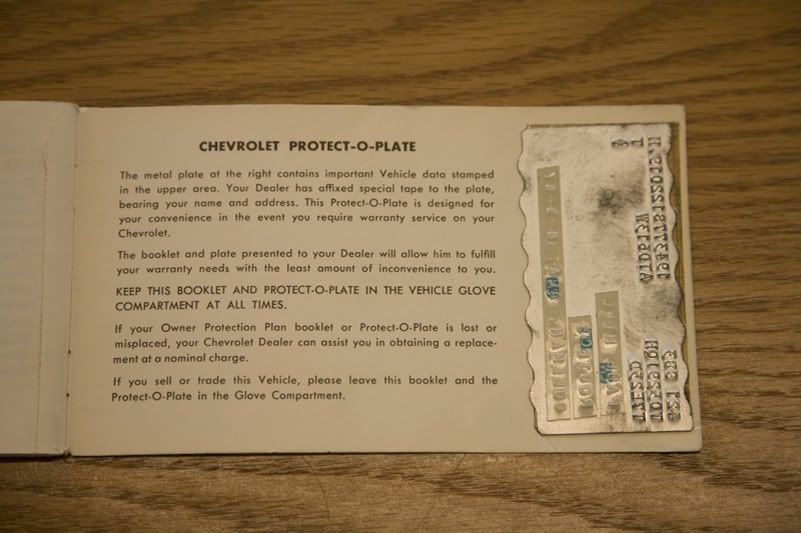 CHEVROLET PROTECT-O-PLATE
The metal plate at the right contains important Vehicle data stamped
in the upper area. Your Dealer has affixed special tape to the plate,
bearing your name and address. This Protect-O-Plate is designed for
your convenience in the event you require warranty service on your
Chevrolet.
The booklet and plate presented to your Dealer will allow him to fulfill
your warranty needs with the least amount of inconvenience to you.
KEEP THIS BOOKLET AND PROTECT-O-PLATE IN THE VEHICLE GLOVE
COMPARTMENT AT ALL TIMES.
If your Owner Protection Plan booklet or Protect-O-Plate is lost or
misplaced, your Chevrolet Dealer can assist you in obtaining a replace-
ment at a nominal charge.
If you sell or trade this Vehicle, please leave this booklet and the
Protect-O-Plate in the Glove Compartment.